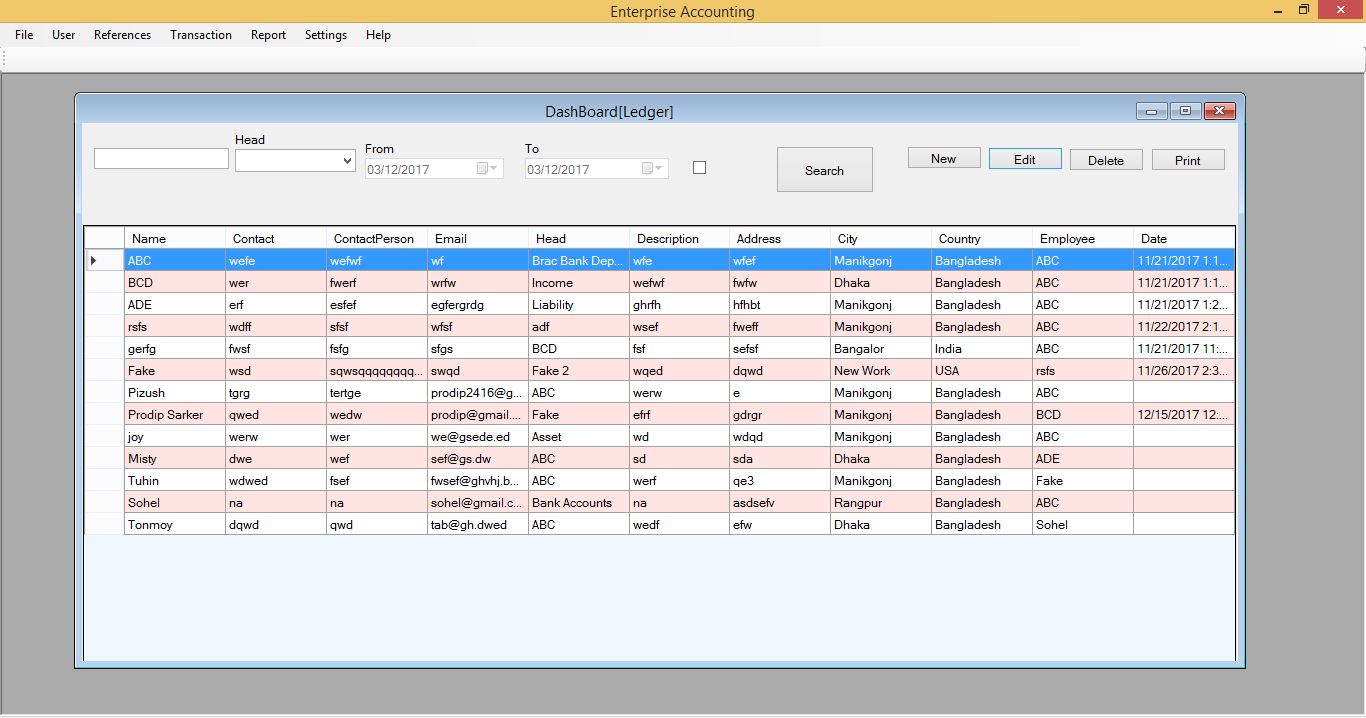 Enterprise Accounting
File User References Transaction Report Settings Help
DashBoard[Ledger]
Head From To
03/12/2017 03/12/2017 Search New Edit Delete Print
Name Contact ContactPerson Email Head Description Address City Country Employee Date
ABC wefe wefwf wf Brac Bank Dep... wfe wfef Manikgonj Bangladesh ABC 11/21/2017 1:1...
BCD wer fwerf wrfw Income wefwf fwfw Dhaka Bangladesh ABC 11/21/2017 1:1...
ADE erf esfef egfergrdg Liability ghrfh hfhbt Manikgonj Bangladesh ABC 11/21/2017 1:2...
rsfs wdff sfsf wfsf adf wsef fweff Manikgonj Bangladesh ABC 11/22/2017 2:1...
gerfg fwsf fsfg sfgs BCD fsf sefsf Bangalor India ABC 11/21/2017 11:...
Fake wsd sqwsqqqqqqqq... swqd Fake 2 wqed dqwd New Work USA rsfs 11/26/2017 2:3...
Pizush tgrg tertge prodip2416@g... ABC werw e Manikgonj Bangladesh ABC
Prodip Sarker qwed wedw prodip@gmail.... Fake efrf gdrgr Manikgonj Bangladesh BCD 12/15/2017 12:...
joy werw wer we@gsede.ed Asset wd wdqd Manikgonj Bangladesh ABC
Misty dwe wef sef@gs.dw ABC sd sda Dhaka Bangladesh ADE
Tuhin wdwed fsef fwsef@ghvhj.b... ABC werf qe3 Manikgonj Bangladesh Fake
Sohel na na sohel@gmail.c... Bank Accounts na asdsefv Rangpur Bangladesh ABC
Tonmoy dqwd qwd tab@gh.dwed ABC wedf efw Dhaka Bangladesh Sohel